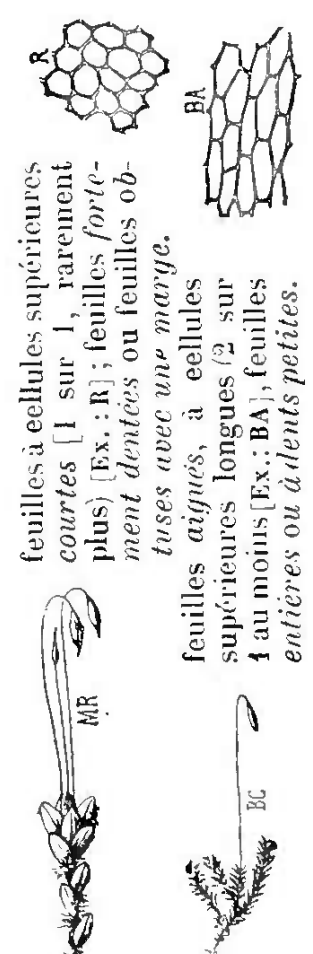 feuilles à cellules supérieures
courtes [1 sur 1, rarement
plus) [Ex. : R] ; feuilles forte-
ment dentées ou feuilles ob-
tuses avec une marge.
R
MR
feuilles aiguës, à cellules
supérieures longues (2 sur
1 au moins [Ex.: BA], feuilles
entières ou à dents petites.
BA
BC